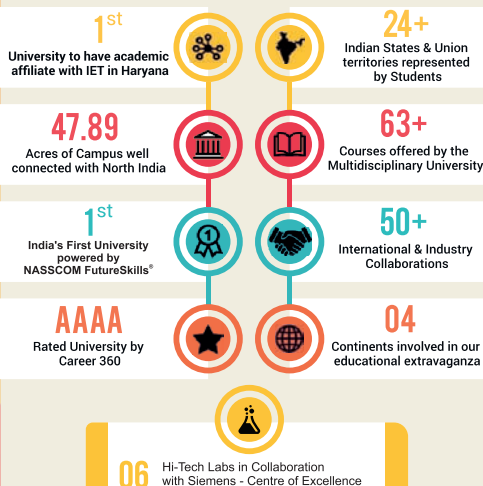 1st
University to have academic
affiliate with IET in Haryana
24+
Indian States & Union
territories represented
by Students
47.89
Acres of Campus well
connected with North India
63+
Courses offered by the
Multidisciplinary University
1st
India's First University
powered by
NASSCOM FutureSkills®
1
50+
International & Industry
Collaborations
AAAA
Rated University by
Career 360
04
Continents involved in our
educational extravaganza
06
Hi-Tech Labs in Collaboration
with Siemens - Centre of Excellence